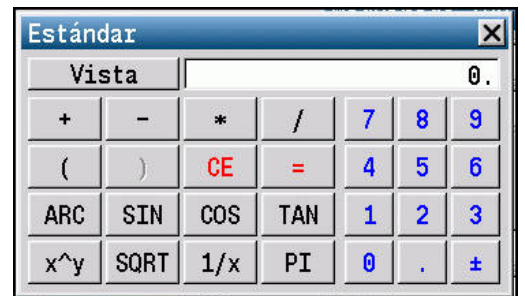 Estándar
Vista 0.
+ - * / 7 8 9
( ) CE = 4 5 6
ARC SIN COS TAN 1 2 3
x^y SQRT 1/x PI 0 . ±